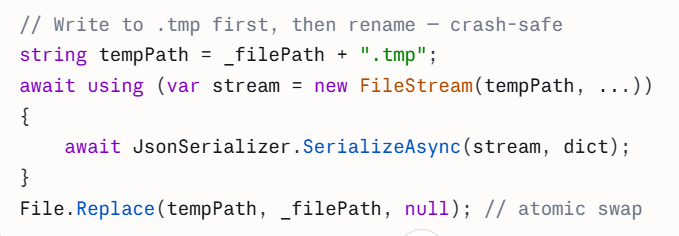 // Write to .tmp first, then rename — crash-safe
string tempPath = _filePath + ".tmp";
await using (var stream = new FileStream(tempPath, ...))
{
    await JsonSerializer.SerializeAsync(stream, dict);
}
File.Replace(tempPath, _filePath, null); // atomic swap